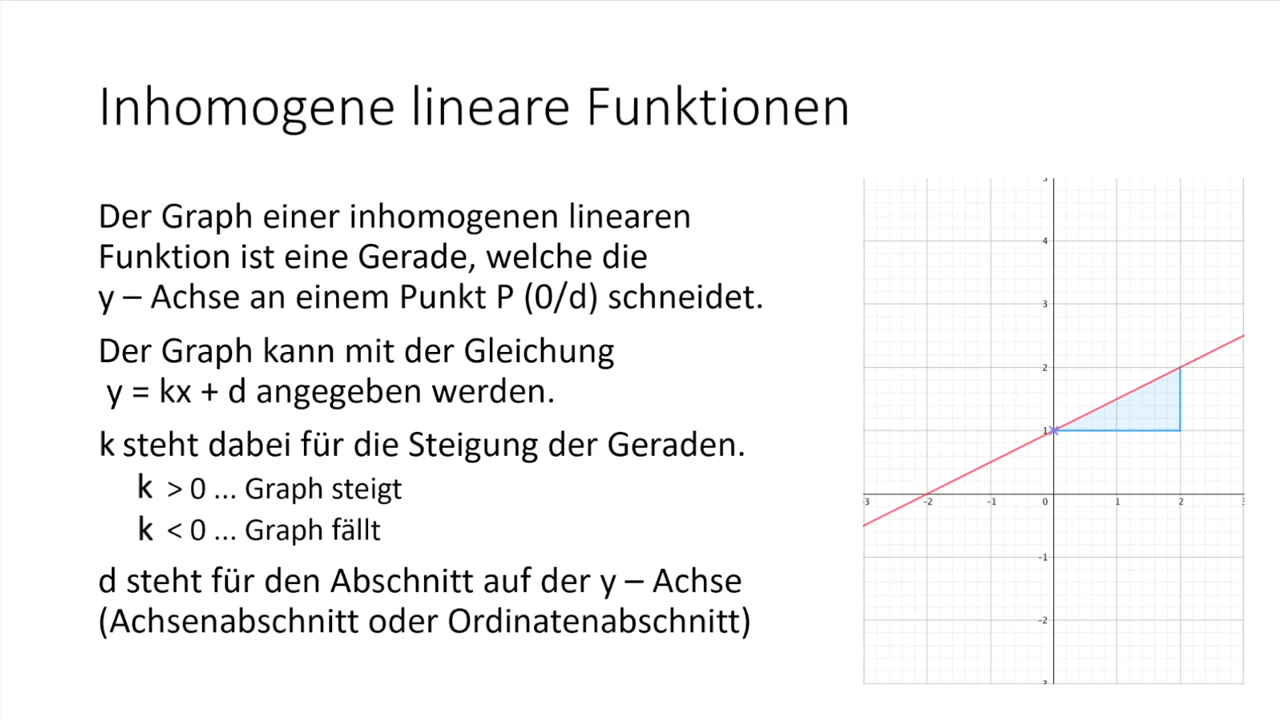 Inhomogene lineare Funktionen
Der Graph einer inhomogenen linearen
Funktion ist eine Gerade, welche die
y – Achse an einem Punkt P (0/d) schneidet.
Der Graph kann mit der Gleichung
y = kx + d angegeben werden.
k steht dabei für die Steigung der Geraden.
k > 0 ... Graph steigt
k < 0 ... Graph fällt
d steht für den Abschnitt auf der y – Achse
(Achsenabschnitt oder Ordinatenabschnitt)
4
3
2
1
3 -2 -1 0 1 2
-1
-2